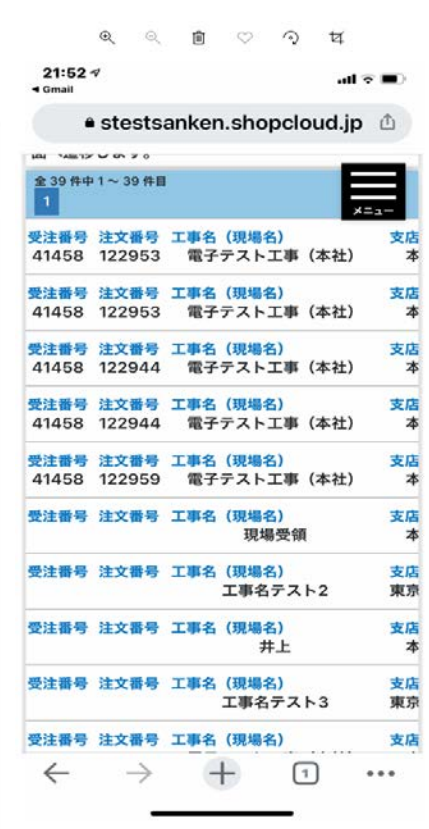 21:52
◀ Gmail
stestsanken.shopcloud.jp
全 39 件中 1 ~ 39 件目
1
メニュー
受注番号 注文番号 工事名（現場名） 支店
41458 122953 電子テスト工事（本社） 本
受注番号 注文番号 工事名（現場名） 支店
41458 122953 電子テスト工事（本社） 本
受注番号 注文番号 工事名（現場名） 支店
41458 122944 電子テスト工事（本社） 本
受注番号 注文番号 工事名（現場名） 支店
41458 122944 電子テスト工事（本社） 本
受注番号 注文番号 工事名（現場名） 支店
41458 122959 電子テスト工事（本社） 本
受注番号 注文番号 工事名（現場名） 支店
現場受領 本
受注番号 注文番号 工事名（現場名） 支店
工事名テスト2 東京
受注番号 注文番号 工事名（現場名） 支店
井上 本
受注番号 注文番号 工事名（現場名） 支店
工事名テスト3 東京
受注番号 注文番号 工事名（現場名） 支店
1